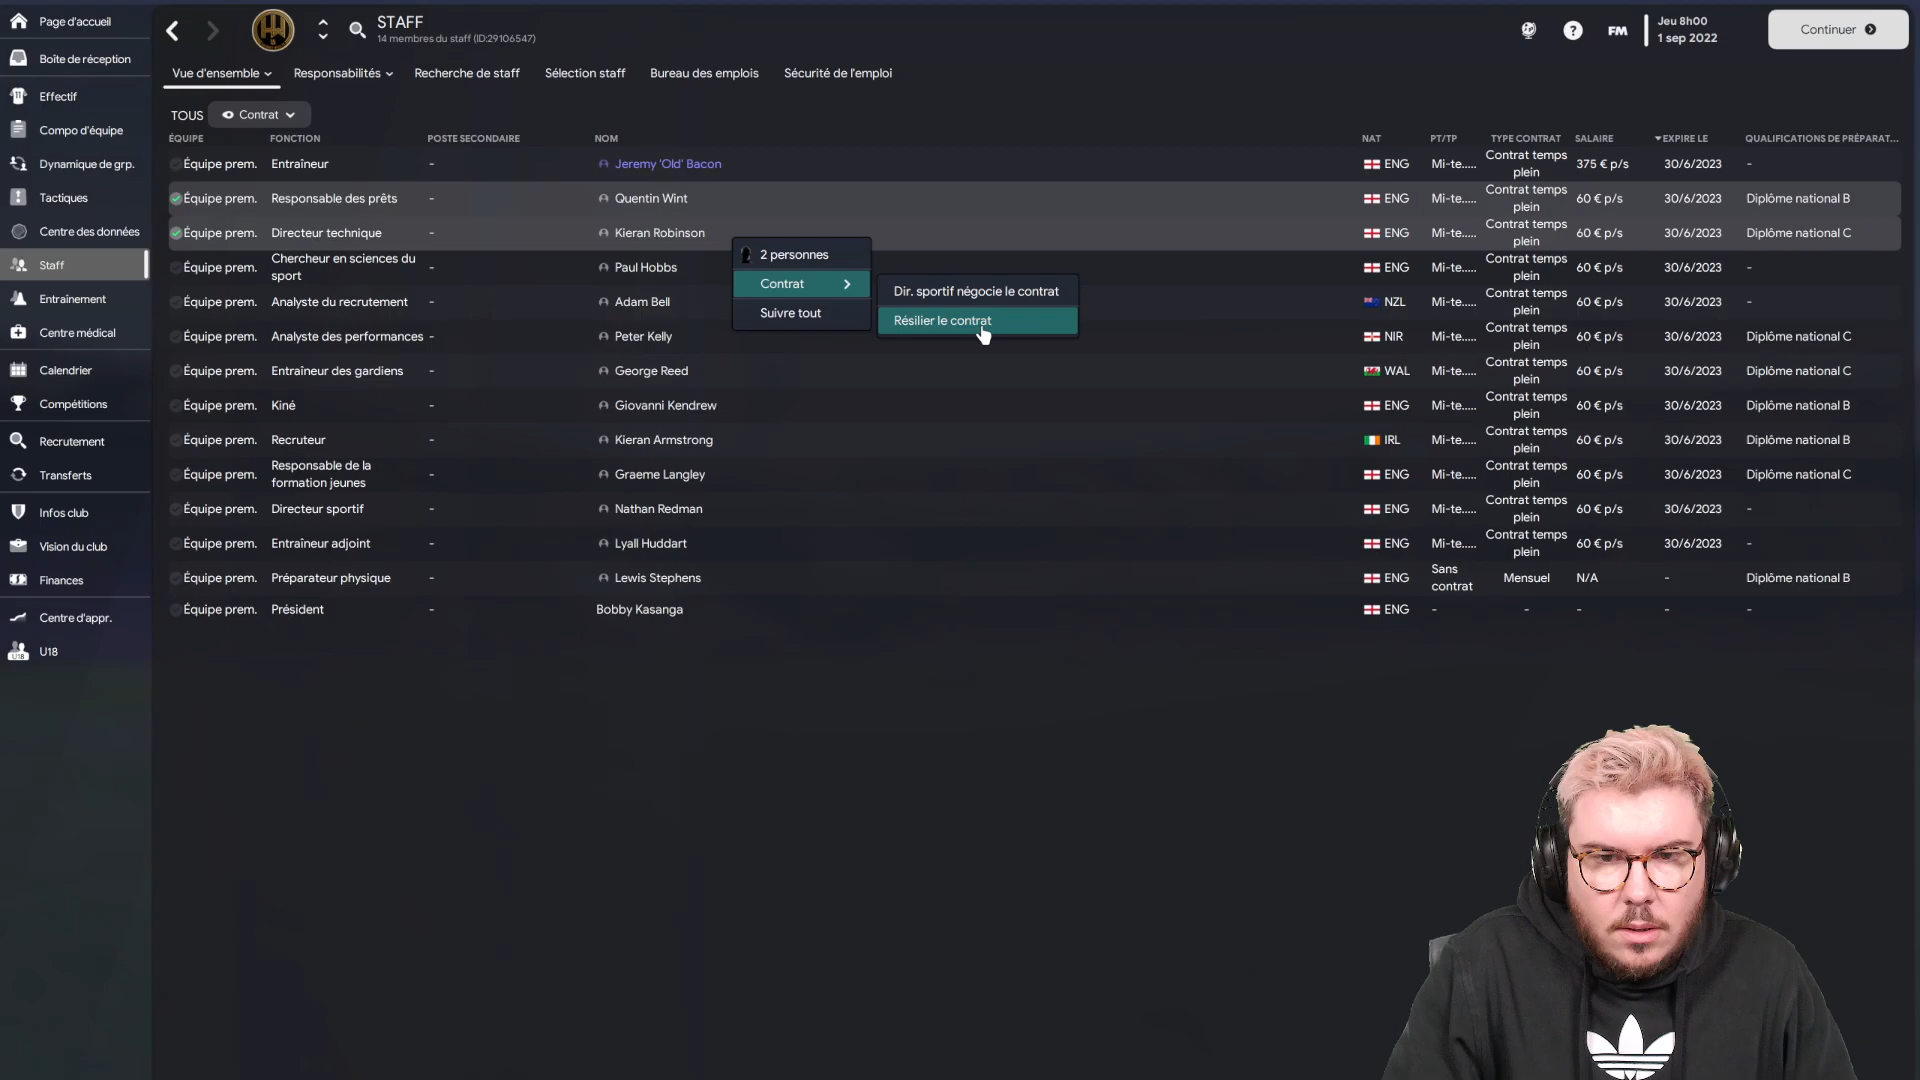 Page d'accueil
Boîte de réception
Effectif
Compo d'équipe
Dynamique de grp.
Tactiques
Centre des données
Staff
Entraînement
Centre médical
Calendrier
Compétitions
Recrutement
Transferts
Infos club
Vision du club
Finances
Centre d'appr.
U18
STAFF
14 membres du staff (ID:29106547)
FM
Jeu 8h00
1 sep 2022
Continuer
Vue d'ensemble Responsabilités Recherche de staff Sélection staff Bureau des emplois Sécurité de l'emploi
TOUS Contrat
ÉQUIPE FONCTION POSTE SECONDAIRE NOM NAT PT/TP TYPE CONTRAT SALAIRE EXPIRE LE QUALIFICATIONS DE PRÉPARAT...
Équipe prem. Entraîneur - Jeremy 'Old' Bacon ENG Mi-te..... Contrat temps plein 375 € p/s 30/6/2023 -
Équipe prem. Responsable des prêts - Quentin Wint ENG Mi-te..... Contrat temps plein 60 € p/s 30/6/2023 Diplôme national B
Équipe prem. Directeur technique - Kieran Robinson ENG Mi-te..... Contrat temps plein 60 € p/s 30/6/2023 Diplôme national C
Équipe prem. Chercheur en sciences du sport - Paul Hobbs ENG Mi-te..... Contrat temps plein 60 € p/s 30/6/2023 -
Équipe prem. Analyste du recrutement - Adam Bell NZL Mi-te..... Contrat temps plein 60 € p/s 30/6/2023 -
Équipe prem. Analyste des performances - Peter Kelly NIR Mi-te..... Contrat temps plein 60 € p/s 30/6/2023 Diplôme national C
Équipe prem. Entraîneur des gardiens - George Reed WAL Mi-te..... Contrat temps plein 60 € p/s 30/6/2023 Diplôme national C
Équipe prem. Kiné - Giovanni Kendrew ENG Mi-te..... Contrat temps plein 60 € p/s 30/6/2023 Diplôme national B
Équipe prem. Recruteur - Kieran Armstrong IRL Mi-te..... Contrat temps plein 60 € p/s 30/6/2023 Diplôme national B
Équipe prem. Responsable de la formation jeunes - Graeme Langley ENG Mi-te..... Contrat temps plein 60 € p/s 30/6/2023 Diplôme national C
Équipe prem. Directeur sportif - Nathan Redman ENG Mi-te..... Contrat temps plein 60 € p/s 30/6/2023 -
Équipe prem. Entraîneur adjoint - Lyall Huddart ENG Mi-te..... Contrat temps plein 60 € p/s 30/6/2023 -
Équipe prem. Préparateur physique - Lewis Stephens ENG Sans contrat Mensuel N/A - Diplôme national B
Équipe prem. Président - Bobby Kasanga ENG - - - - -
2 personnes
Contrat
Suivre tout
Dir. sportif négocie le contrat
Résilier le contrat